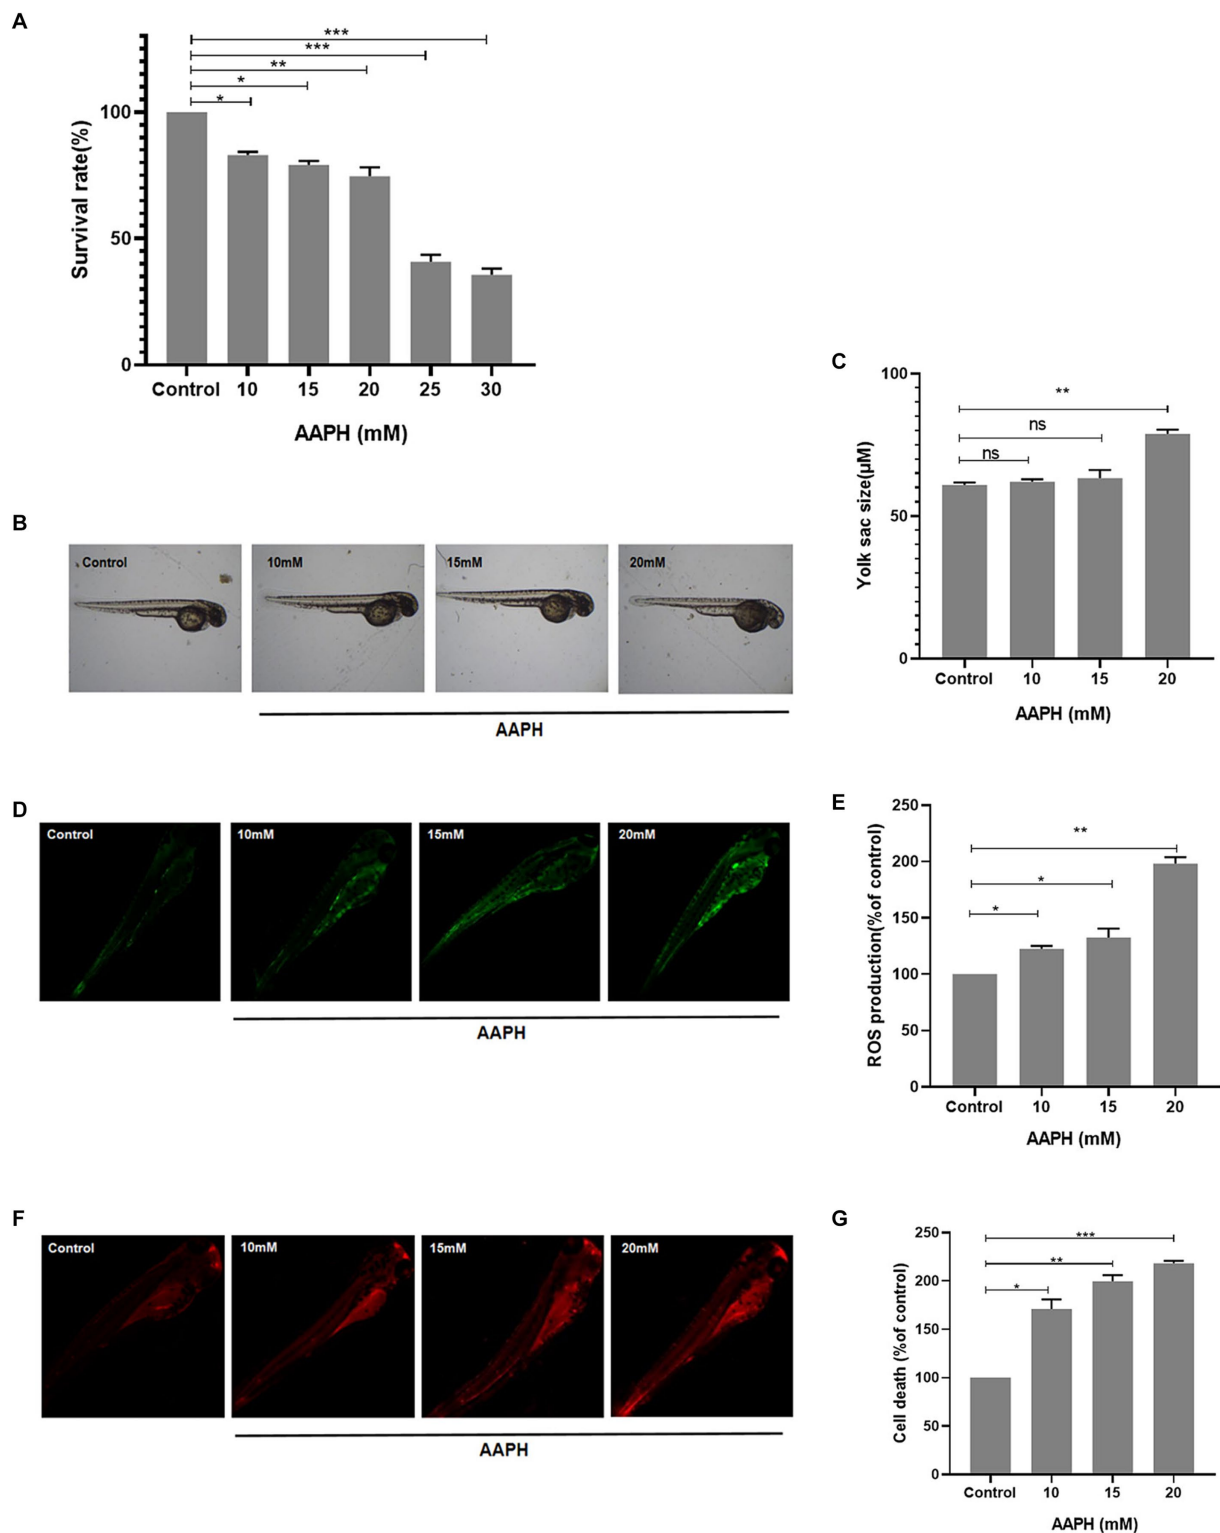 A
***
***
**
*
*
100
50
0
Survival rate(%)
Control 10 15 20 25 30
AAPH (mM)
B
Control
10mM
15mM
20mM
AAPH
C
100
50
0
Yolk sac size(µM)
**
ns
ns
Control 10 15 20
AAPH (mM)
D
Control
10mM
15mM
20mM
AAPH
E
250
200
150
100
50
0
ROS production(%of control)
**
*
*
Control 10 15 20
AAPH (mM)
F
Control
10mM
15mM
20mM
AAPH
G
250
200
150
100
50
0
Cell death (%of control)
***
**
*
Control 10 15 20
AAPH (mM)